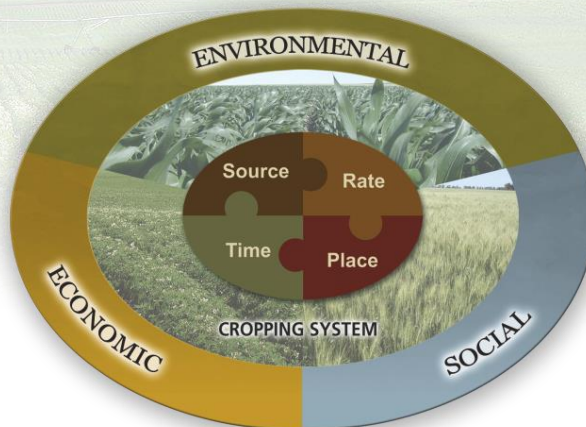 ENVIRONMENTAL
Source
Rate
Time
Place
CROPPING SYSTEM
ECONOMIC
SOCIAL